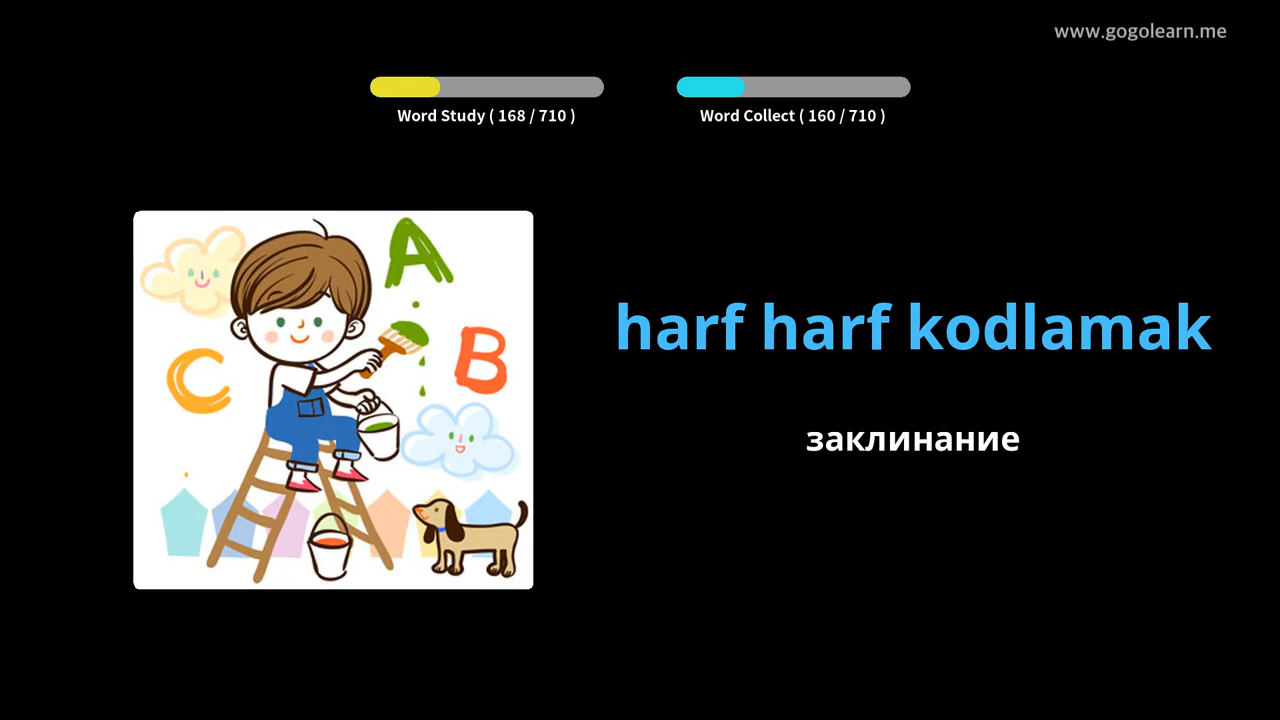 www.gogolearn.me
Word Study ( 168 / 710 )
Word Collect ( 160 / 710 )
A
B
C
harf harf kodlamak
заклинание